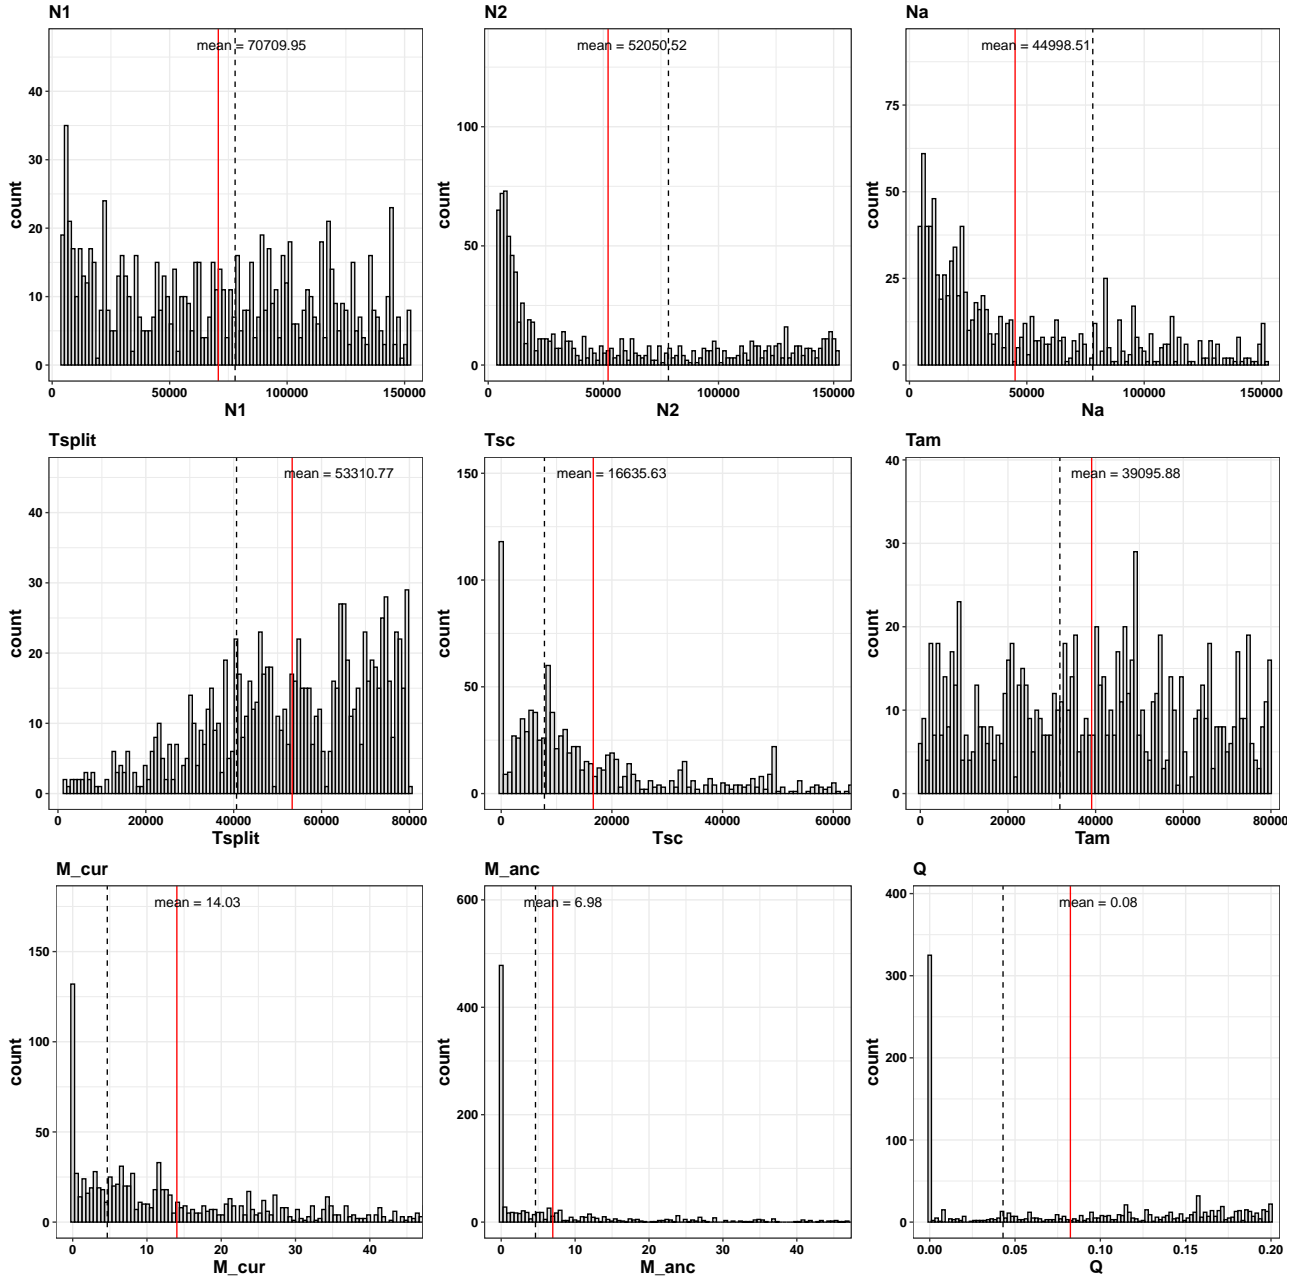 N1
mean = 70709.95
count
40
30
20
10
0
0
50000
100000
150000
N1
N2
mean = 52050.52
count
100
50
0
0
50000
100000
150000
N2
Na
mean = 44998.51
count
75
50
25
0
0
50000
100000
150000
Na
Tsplit
mean = 53310.77
count
40
30
20
10
0
0
20000
40000
60000
80000
Tsplit
Tsc
mean = 16635.63
count
150
100
50
0
0
20000
40000
60000
Tsc
Tam
mean = 39095.88
count
40
30
20
10
0
0
20000
40000
60000
80000
Tam
M_cur
mean = 14.03
count
150
100
50
0
0
10
20
30
40
M_cur
M_anc
mean = 6.98
count
600
400
200
0
0
10
20
30
40
M_anc
Q
mean = 0.08
count
400
300
200
100
0
0.00
0.05
0.10
0.15
0.20
Q